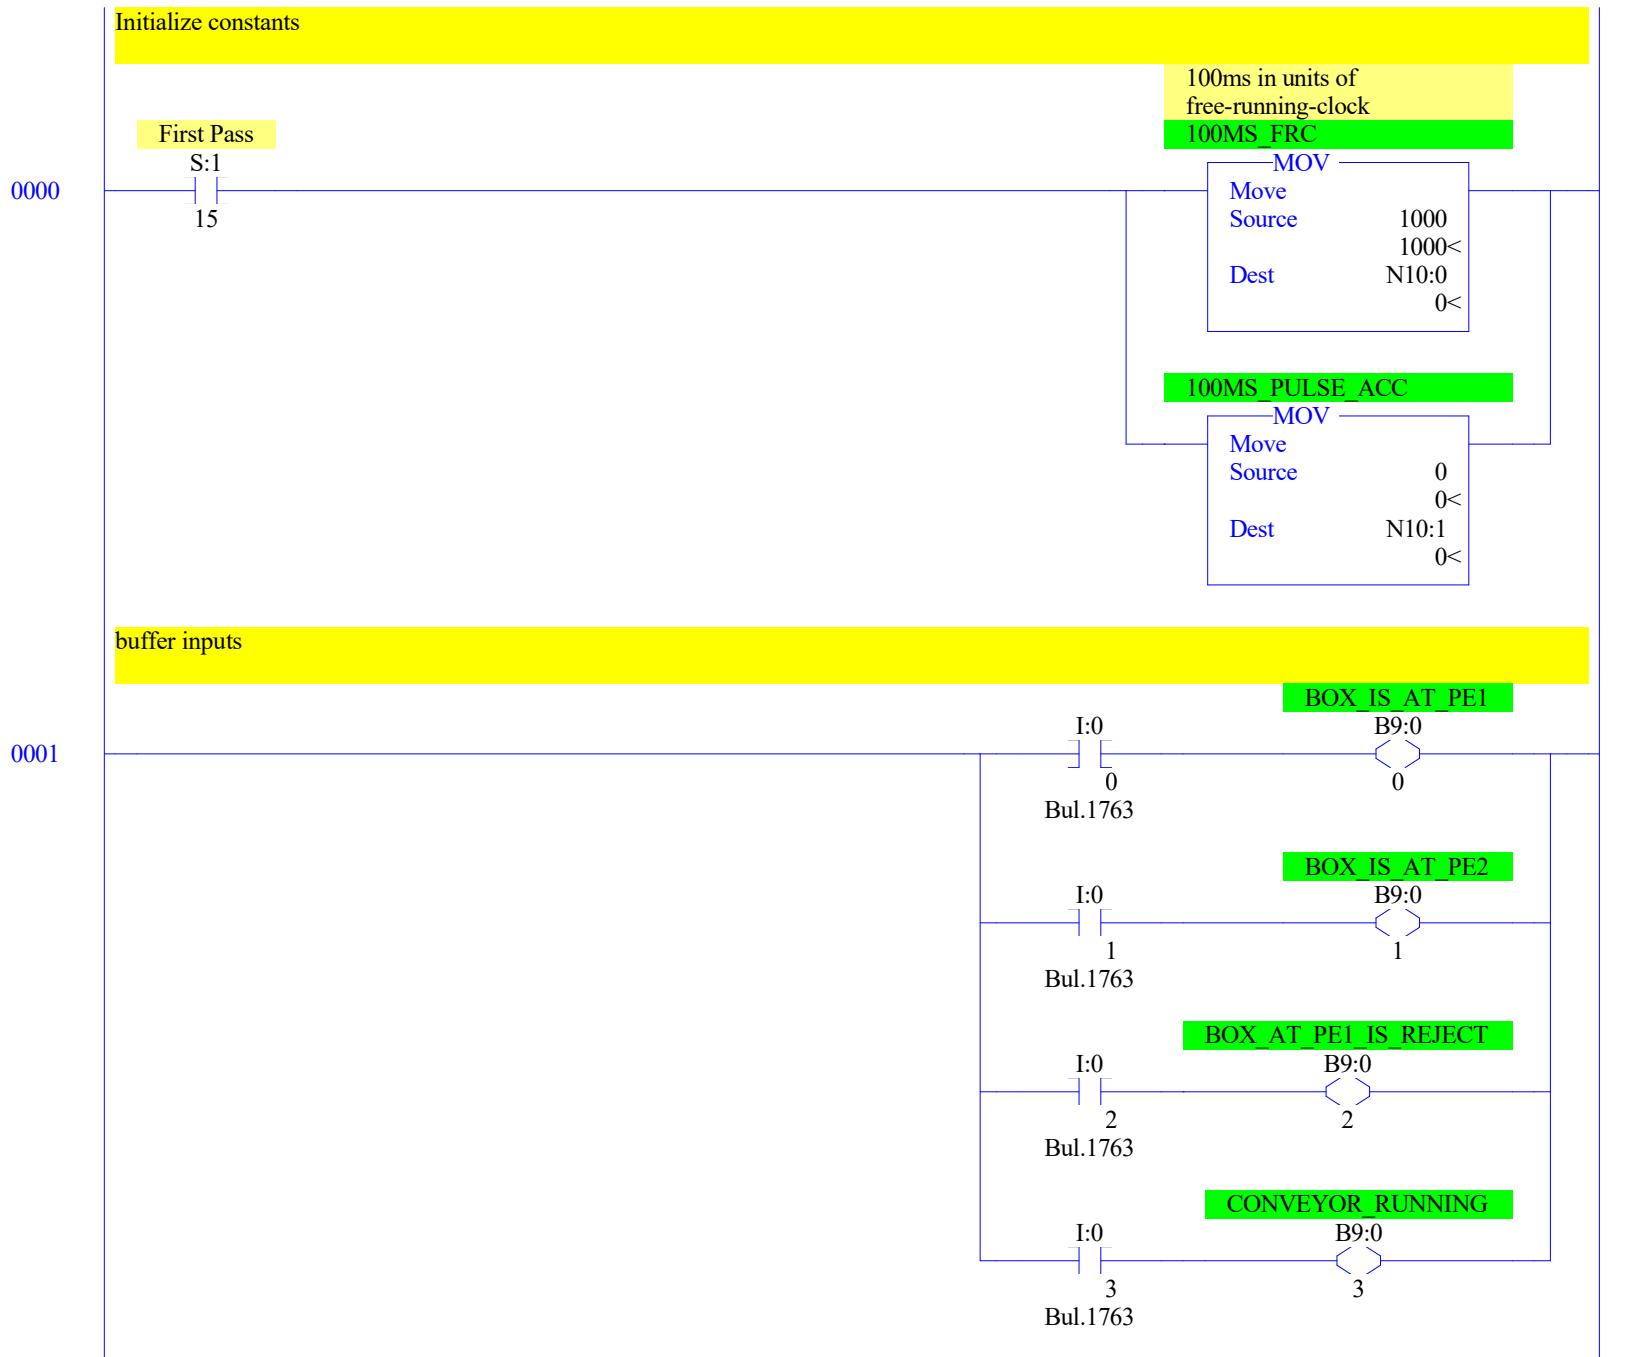 Initialize constants
100ms in units of
free-running-clock
First Pass
100MS_FRC
S:1
MOV
0000
Move
15
Source 1000
1000<
Dest N10:0
0<
100MS_PULSE_ACC
MOV
Move
Source 0
0<
Dest N10:1
0<
buffer inputs
BOX_IS_AT_PE1
I:0 B9:0
0001
0 0
Bul.1763
BOX_IS_AT_PE2
I:0 B9:0
1 1
Bul.1763
BOX_AT_PE1_IS_REJECT
I:0 B9:0
2 2
Bul.1763
CONVEYOR_RUNNING
I:0 B9:0
3 3
Bul.1763